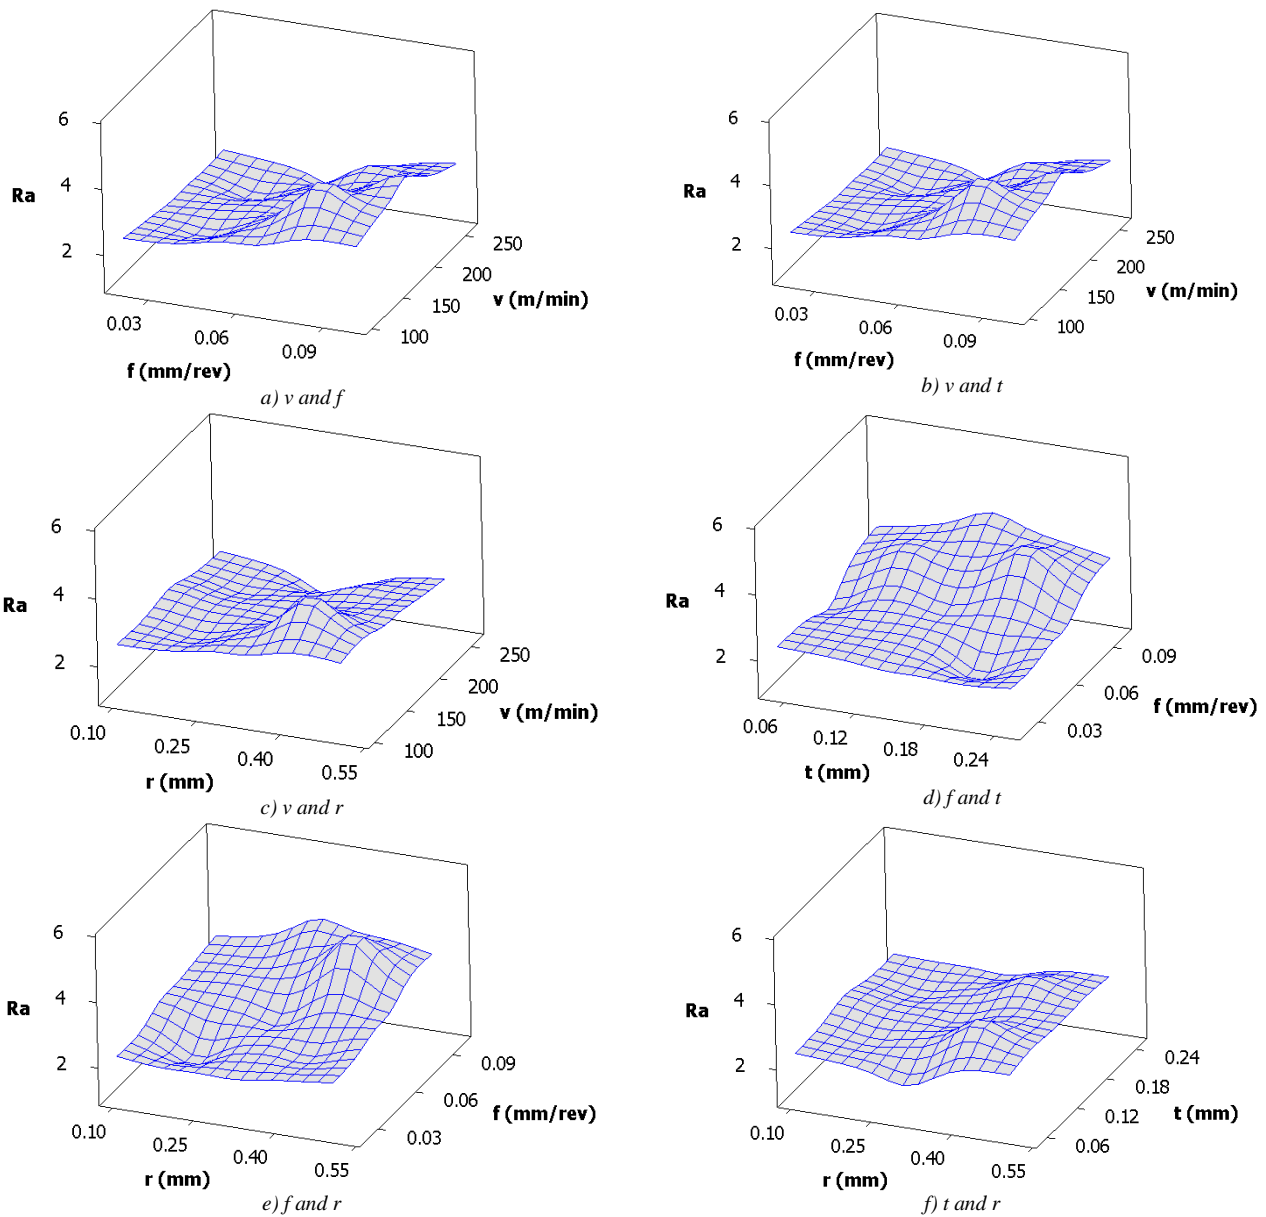 6
4
2
Ra
0.03
0.06
0.09
f (mm/rev)
100
150
200
250
v (m/min)
a) v and f
6
4
2
Ra
0.03
0.06
0.09
f (mm/rev)
100
150
200
250
v (m/min)
b) v and t
6
4
2
Ra
0.10
0.25
0.40
0.55
r (mm)
100
150
200
250
v (m/min)
c) v and r
6
4
2
Ra
0.06
0.12
0.18
0.24
t (mm)
0.03
0.06
0.09
f (mm/rev)
d) f and t
6
4
2
Ra
0.10
0.25
0.40
0.55
r (mm)
0.03
0.06
0.09
f (mm/rev)
e) f and r
6
4
2
Ra
0.10
0.25
0.40
0.55
r (mm)
0.06
0.12
0.18
0.24
t (mm)
f) t and r